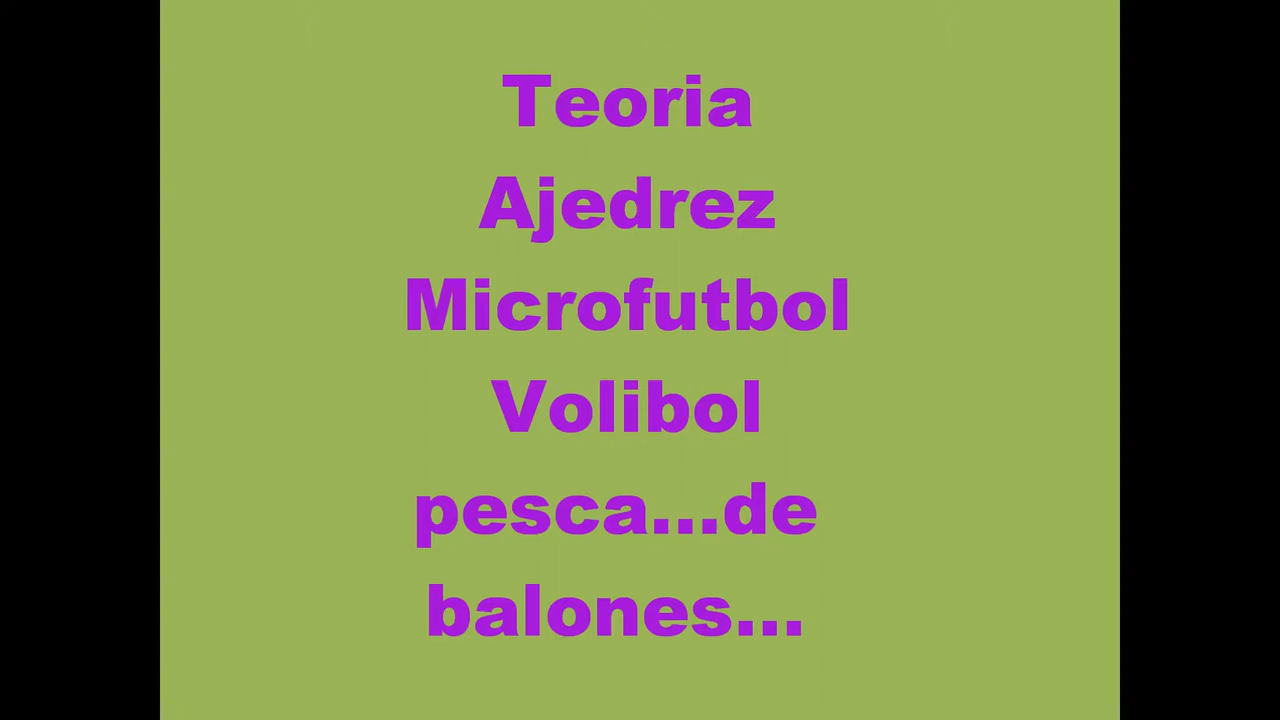 Teoria
Ajedrez
Microfutbol
Volibol
pesca...de
balones...